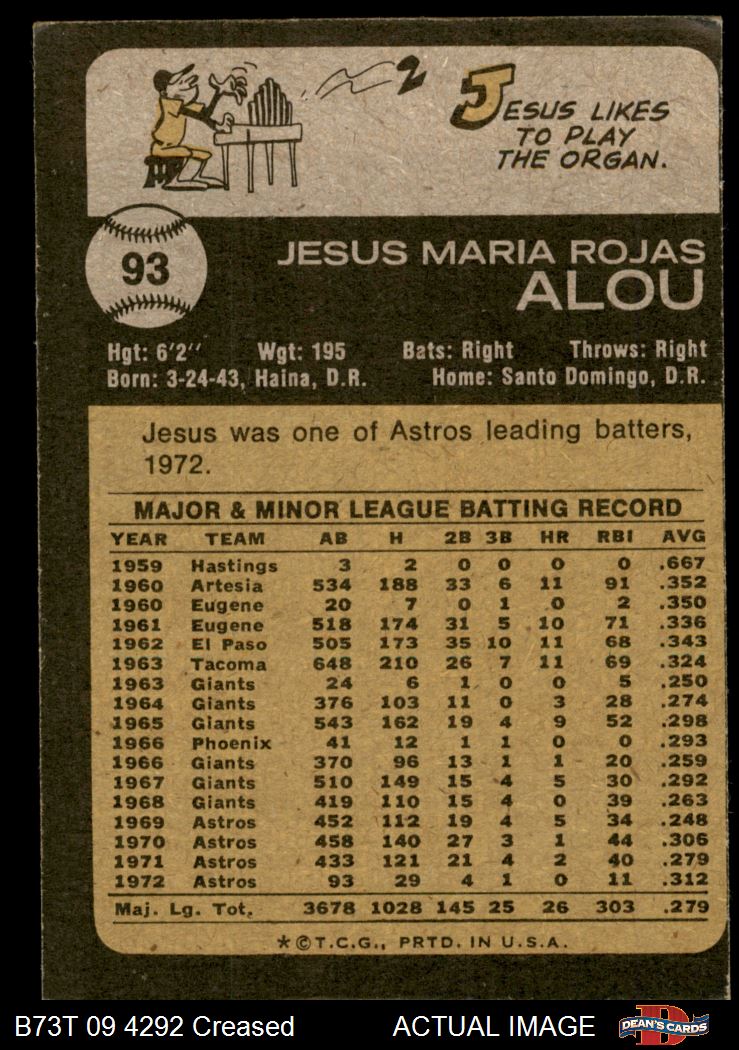 2
JESUS LIKES
TO PLAY
THE ORGAN.
93
JESUS MARIA ROJAS
ALOU
Hgt: 6'2" Wgt: 195 Bats: Right Throws: Right
Born: 3-24-43, Haina, D.R. Home: Santo Domingo, D.R.
Jesus was one of Astros leading batters,
1972.
MAJOR & MINOR LEAGUE BATTING RECORD
YEAR TEAM AB H 2B 3B HR RBI AVG
1959 Hastings 3 2 0 0 0 0 .667
1960 Artesia 534 188 33 6 11 91 .352
1960 Eugene 20 7 0 1 0 2 .350
1961 Eugene 518 174 31 5 10 71 .336
1962 El Paso 505 173 35 10 11 68 .343
1963 Tacoma 648 210 26 7 11 69 .324
1963 Giants 24 6 1 0 0 5 .250
1964 Giants 376 103 11 0 3 28 .274
1965 Giants 543 162 19 4 9 52 .298
1966 Phoenix 41 12 1 1 0 0 .293
1966 Giants 370 96 13 1 1 20 .259
1967 Giants 510 149 15 4 5 30 .292
1968 Giants 419 110 15 4 0 39 .263
1969 Astros 452 112 19 4 5 34 .248
1970 Astros 458 140 27 3 1 44 .306
1971 Astros 433 121 21 4 2 40 .279
1972 Astros 93 29 4 1 0 11 .312
Maj. Lg. Tot. 3678 1028 145 25 26 303 .279
*©T.C.G., PRTD. IN U.S.A.
B73T 09 4292 Creased ACTUAL IMAGE D DEAN'S CARDS